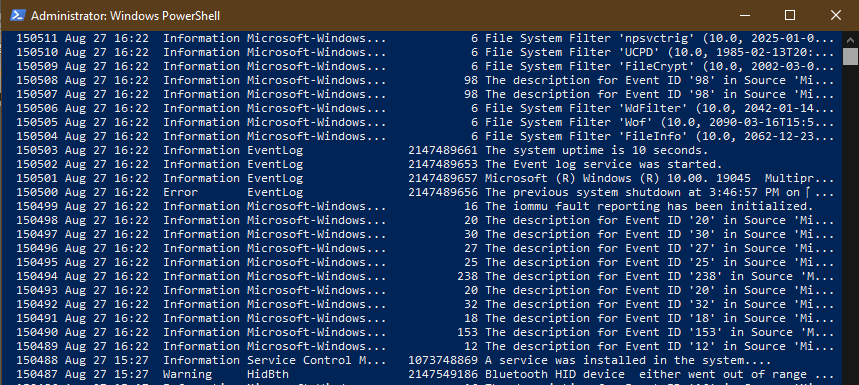 Administrator: Windows PowerShell
150511 Aug 27 16:22 Information Microsoft-Windows... 6 File System Filter 'npsvctrig' (10.0, 2025-01-0...
150510 Aug 27 16:22 Information Microsoft-Windows... 6 File System Filter 'UCPD' (10.0, 1985-02-13T20:...
150509 Aug 27 16:22 Information Microsoft-Windows... 6 File System Filter 'FileCrypt' (10.0, 2002-03-0...
150508 Aug 27 16:22 Information Microsoft-Windows... 98 The description for Event ID '98' in Source 'Mi...
150507 Aug 27 16:22 Information Microsoft-Windows... 98 The description for Event ID '98' in Source 'Mi...
150506 Aug 27 16:22 Information Microsoft-Windows... 6 File System Filter 'WdFilter' (10.0, 2042-01-14...
150505 Aug 27 16:22 Information Microsoft-Windows... 6 File System Filter 'Wof' (10.0, 2090-03-16T15:5...
150504 Aug 27 16:22 Information Microsoft-Windows... 6 File System Filter 'FileInfo' (10.0, 2062-12-23...
150503 Aug 27 16:22 Information EventLog 2147489661 The system uptime is 10 seconds.
150502 Aug 27 16:22 Information EventLog 2147489653 The Event log service was started.
150501 Aug 27 16:22 Information EventLog 2147489657 Microsoft (R) Windows (R) 10.00. 19045 Multipr...
150500 Aug 27 16:22 Error EventLog 2147489656 The previous system shutdown at 3:46:57 PM on ...
150499 Aug 27 16:22 Information Microsoft-Windows... 16 The iommu fault reporting has been initialized.
150498 Aug 27 16:22 Information Microsoft-Windows... 20 The description for Event ID '20' in Source 'Mi...
150497 Aug 27 16:22 Information Microsoft-Windows... 30 The description for Event ID '30' in Source 'Mi...
150496 Aug 27 16:22 Information Microsoft-Windows... 27 The description for Event ID '27' in Source 'Mi...
150495 Aug 27 16:22 Information Microsoft-Windows... 25 The description for Event ID '25' in Source 'Mi...
150494 Aug 27 16:22 Information Microsoft-Windows... 238 The description for Event ID '238' in Source 'M...
150493 Aug 27 16:22 Information Microsoft-Windows... 20 The description for Event ID '20' in Source 'Mi...
150492 Aug 27 16:22 Information Microsoft-Windows... 32 The description for Event ID '32' in Source 'Mi...
150491 Aug 27 16:22 Information Microsoft-Windows... 18 The description for Event ID '18' in Source 'Mi...
150490 Aug 27 16:22 Information Microsoft-Windows... 153 The description for Event ID '153' in Source 'M...
150489 Aug 27 16:22 Information Microsoft-Windows... 12 The description for Event ID '12' in Source 'Mi...
150488 Aug 27 15:27 Information Service Control M... 1073748869 A service was installed in the system....
150487 Aug 27 15:27 Warning HidBth 2147549186 Bluetooth HID device either went out of range ...